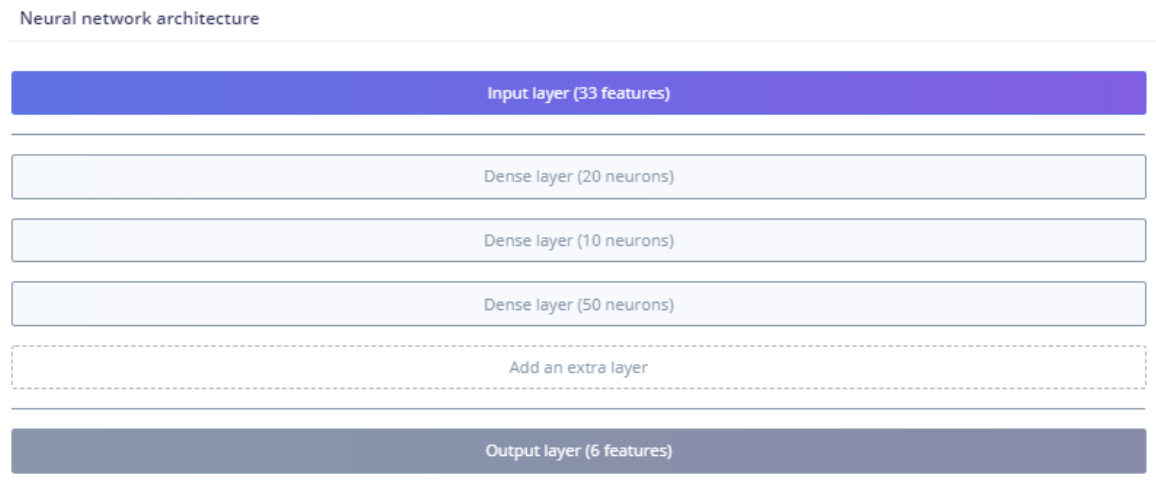 Neural network architecture
Input layer (33 features)
Dense layer (20 neurons)
Dense layer (10 neurons)
Dense layer (50 neurons)
Add an extra layer
Output layer (6 features)